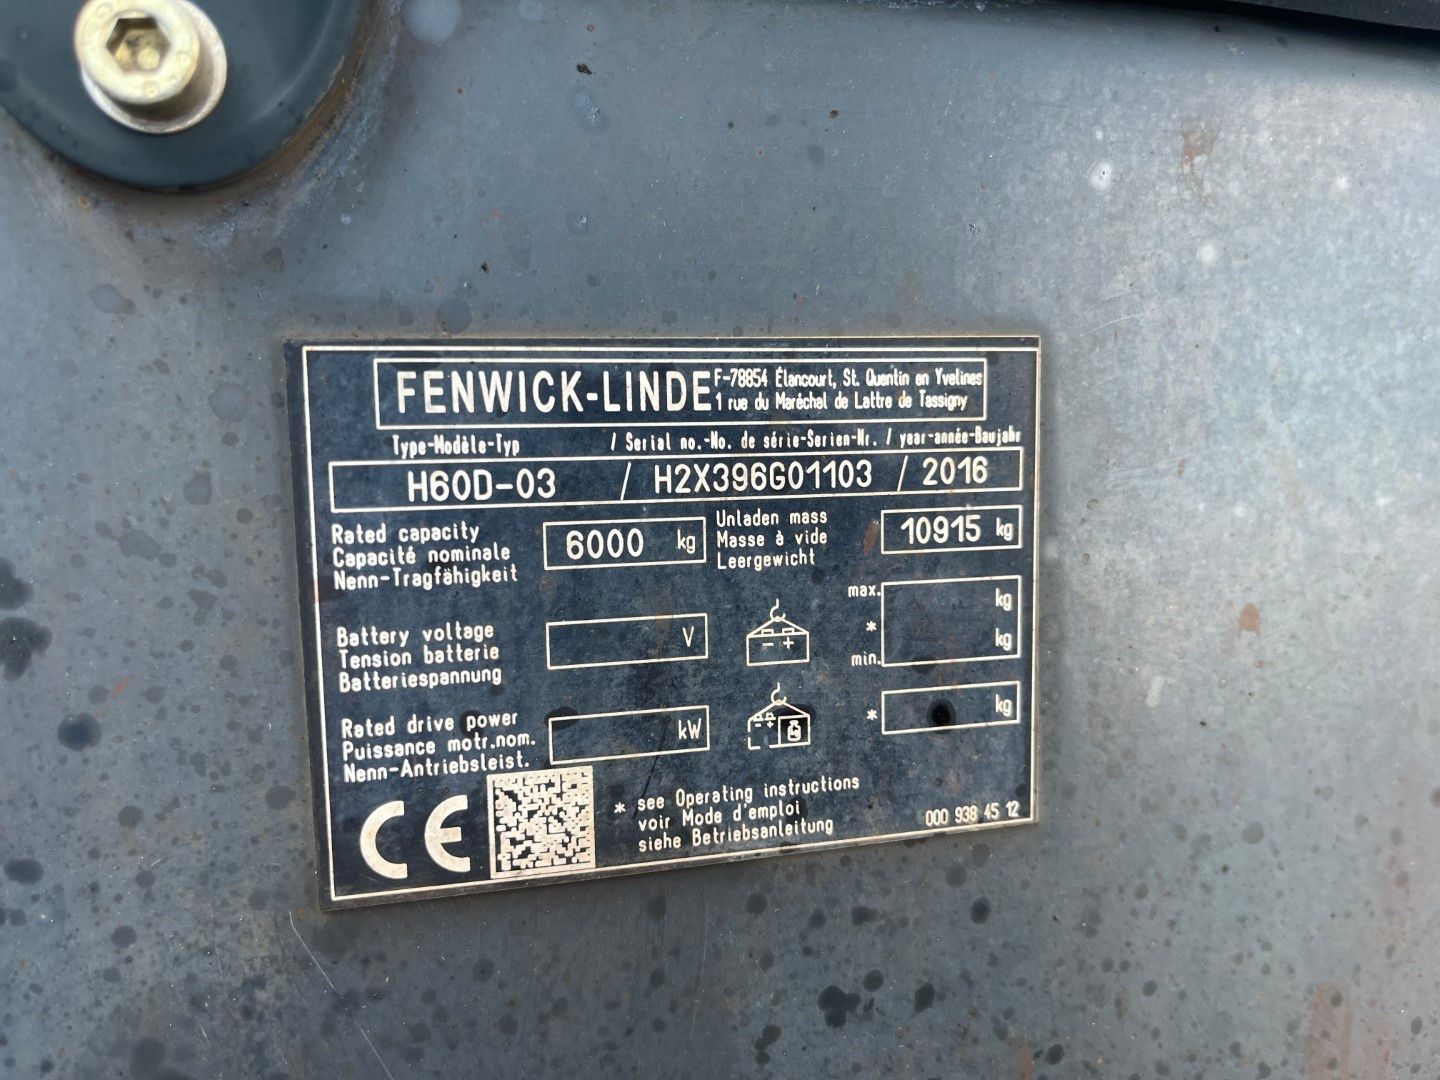 FENWICK-LINDE F-78854 Élancourt, St. Quentin en Yvelines
1 rue du Maréchal de Lattre de Tassigny
Type-Modèle-Typ / Serial no.-No. de série-Serien-Nr. / year-année-Baujahr
H60D-03 / H2X396G01103 / 2016
Rated capacity
Capacité nominale
Nenn-Tragfähigkeit
6000 kg
Unladen mass
Masse à vide
Leergewicht
10915 kg
Battery voltage
Tension batterie
Batteriespannung
V
- +
max. kg
*
min. kg
Rated drive power
Puissance motr.nom.
Nenn-Antriebsleist.
kW
* kg
CE
* see Operating instructions
voir Mode d'emploi
siehe Betriebsanleitung
000 938 45 12